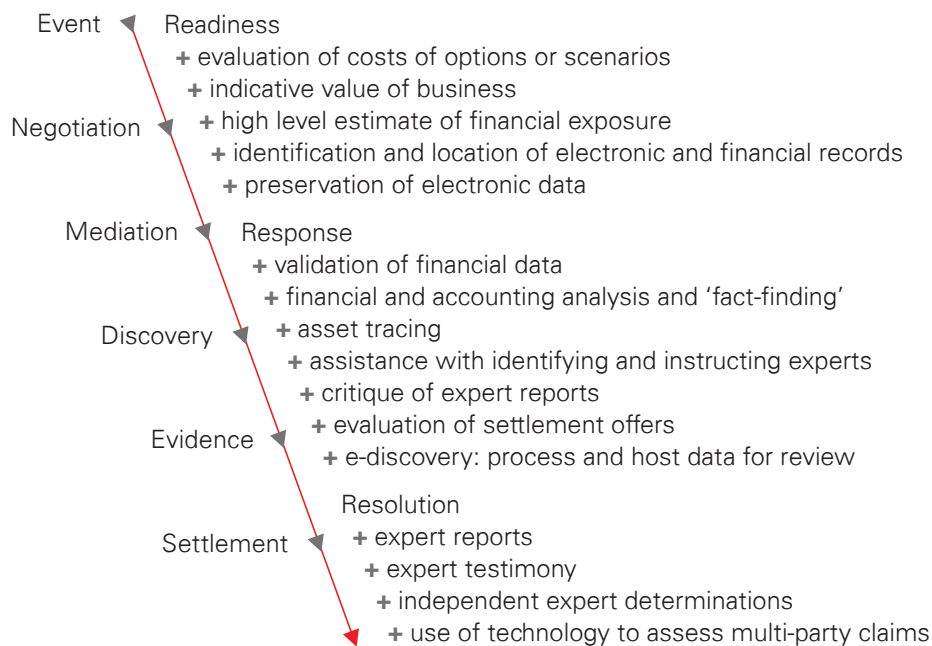 Event Readiness
+ evaluation of costs of options or scenarios
+ indicative value of business
Negotiation + high level estimate of financial exposure
+ identification and location of electronic and financial records
+ preservation of electronic data
Mediation Response
+ validation of financial data
+ financial and accounting analysis and ‘fact-finding’
Discovery + asset tracing
+ assistance with identifying and instructing experts
+ critique of expert reports
Evidence + evaluation of settlement offers
+ e-discovery: process and host data for review
Resolution
Settlement + expert reports
+ expert testimony
+ independent expert determinations
+ use of technology to assess multi-party claims